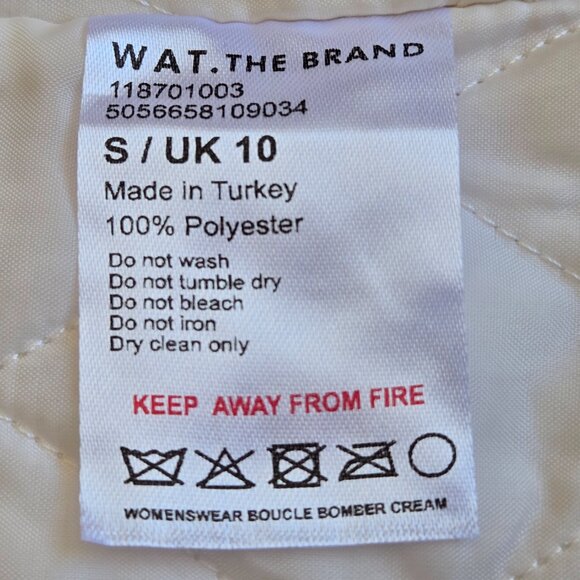 WAT.THE BRAND
118701003
5056658109034
S / UK 10
Made in Turkey
100% Polyester
Do not wash
Do not tumble dry
Do not bleach
Do not iron
Dry clean only
KEEP AWAY FROM FIRE
WOMENSWEAR BOUCLE BOMBER CREAM